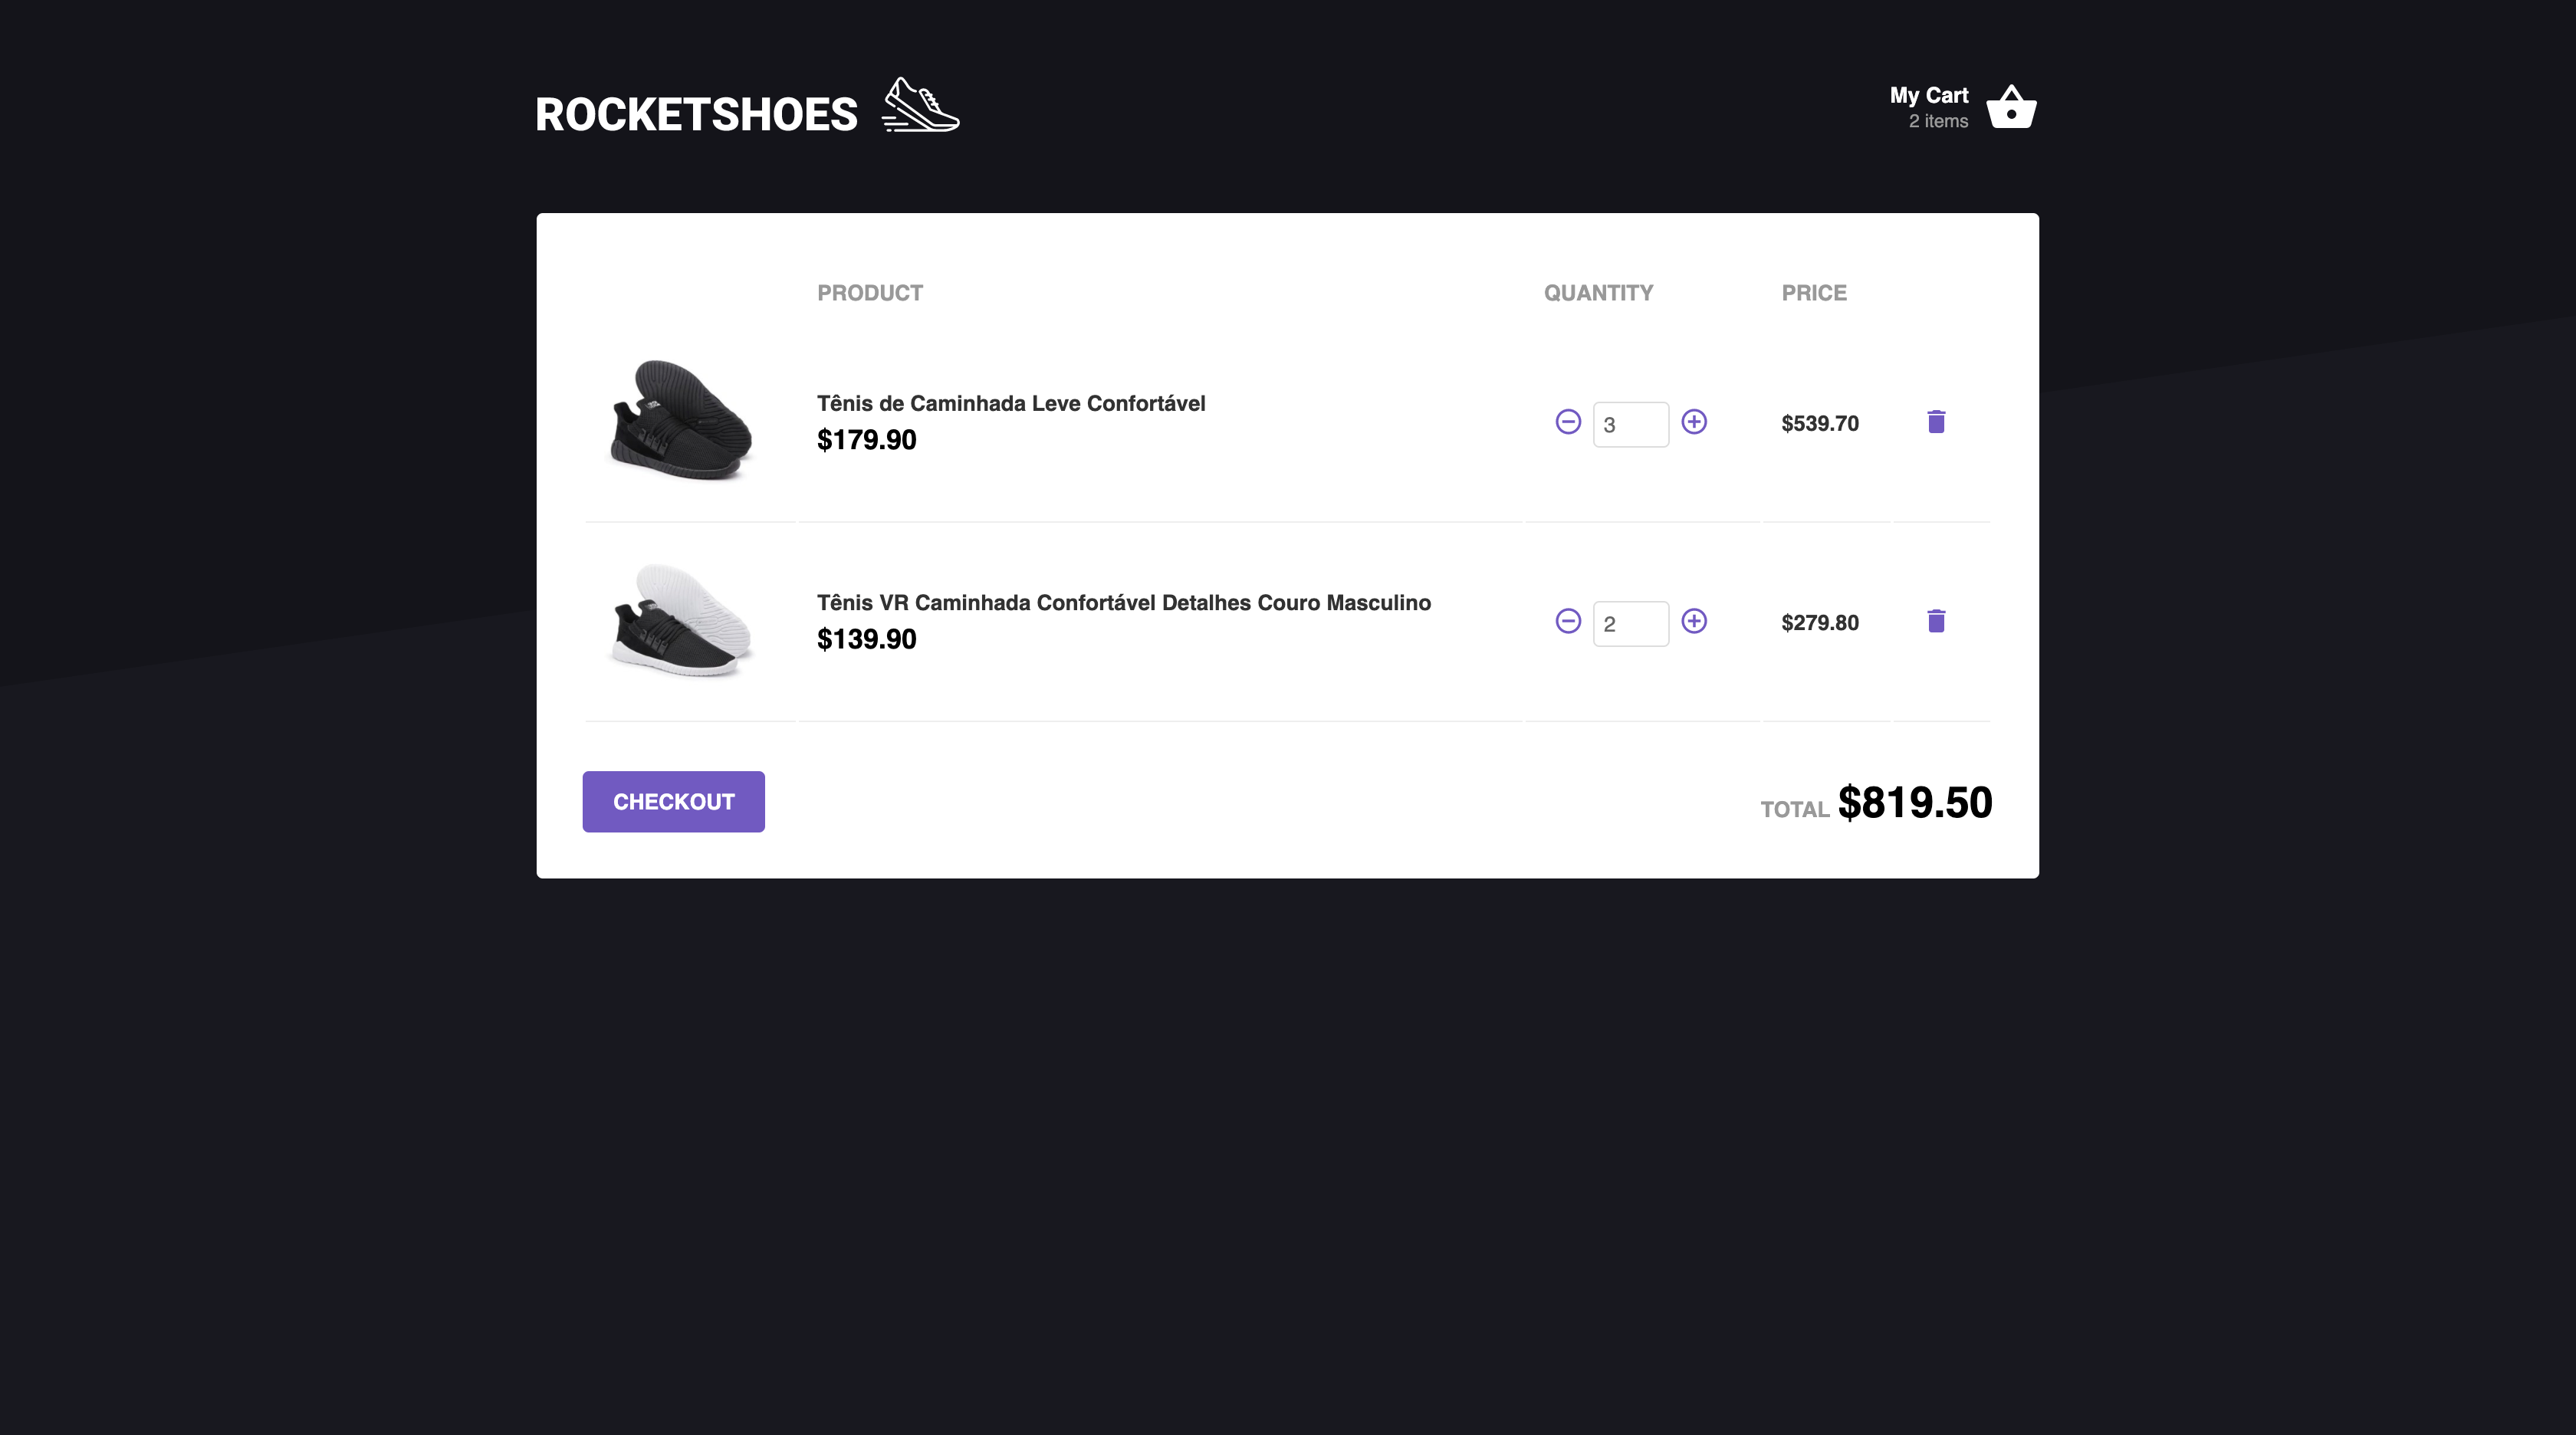 ROCKETSHOES
My Cart
2 items
PRODUCT QUANTITY PRICE
Tênis de Caminhada Leve Confortável
$179.90
3
$539.70
Tênis VR Caminhada Confortável Detalhes Couro Masculino
$139.90
2
$279.80
CHECKOUT
TOTAL $819.50